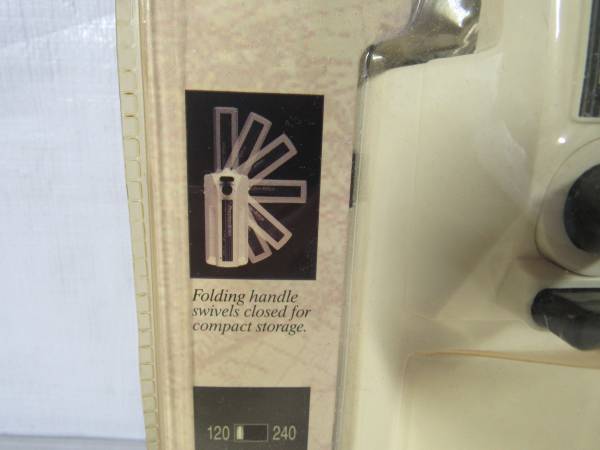 Folding handle
swivels closed for
compact storage.
120 240